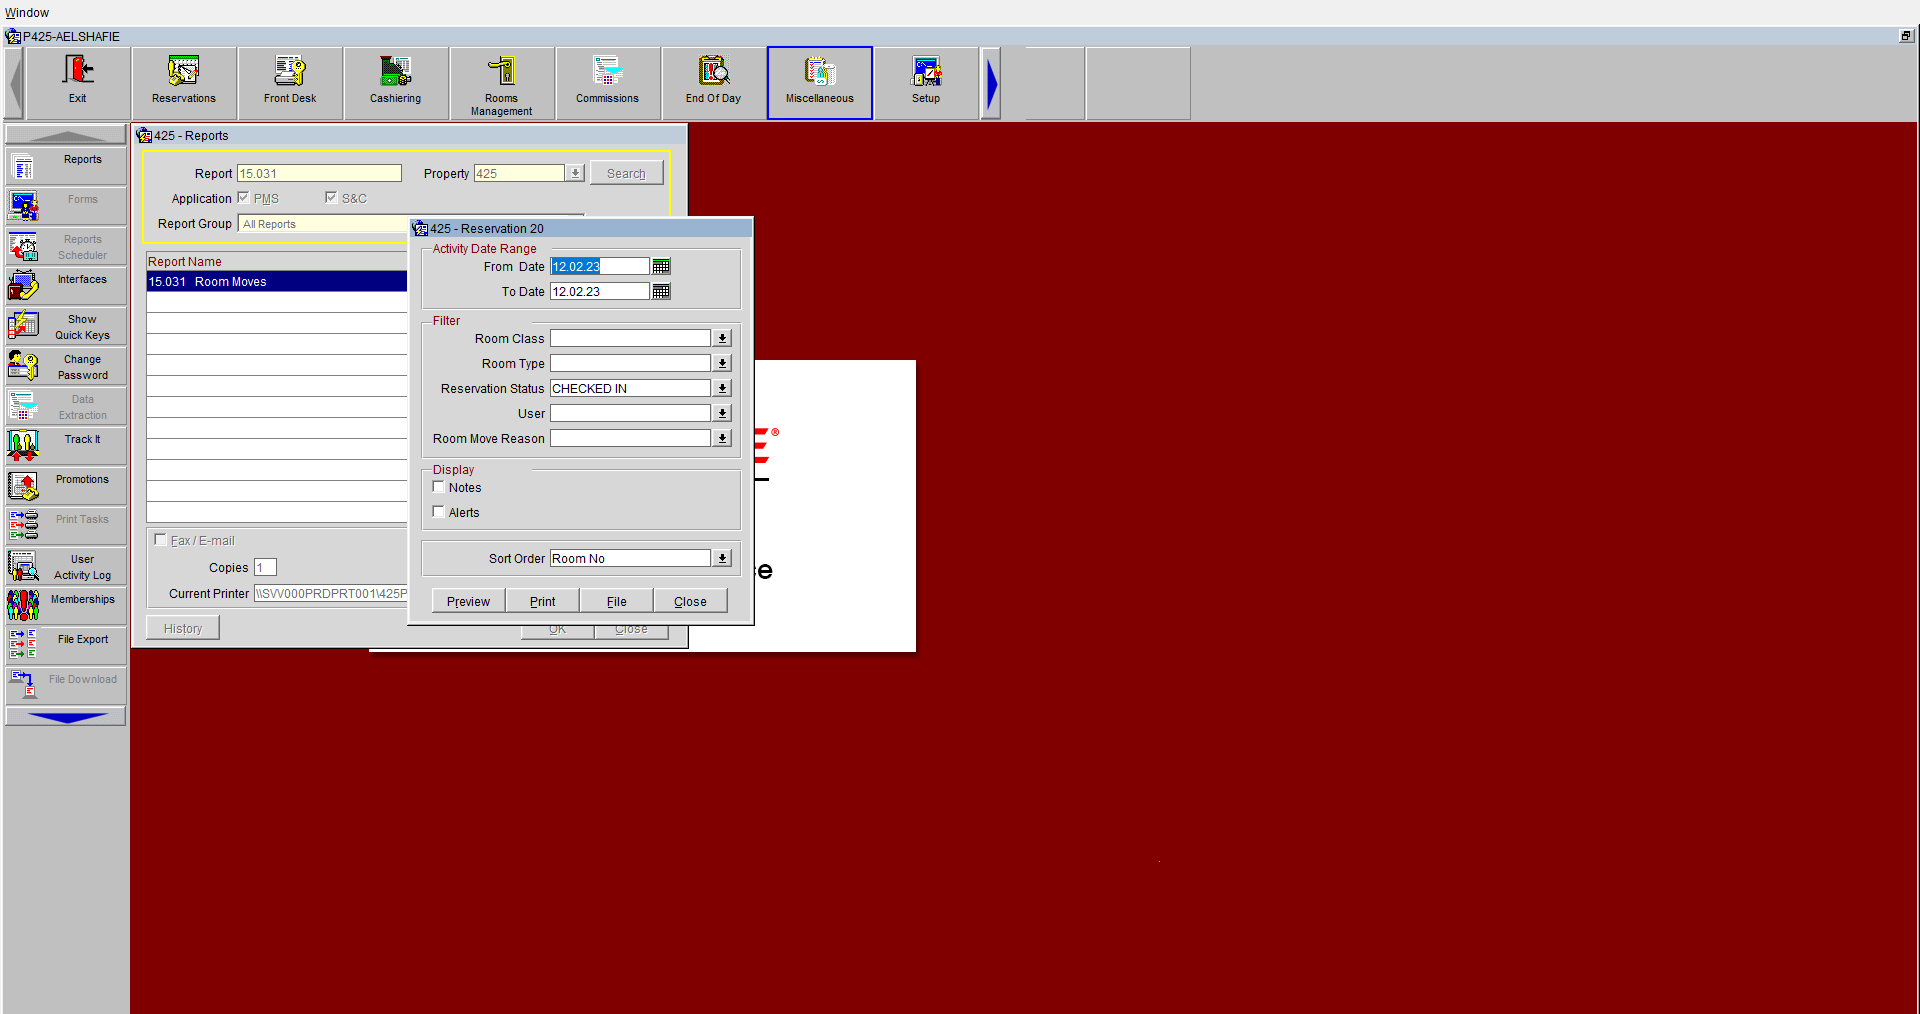 Window
P425-AELSHAFIE
Exit
Reservations
Front Desk
Cashiering
Rooms
Management
Commissions
End Of Day
Miscellaneous
Setup
Reports
Forms
Reports
Scheduler
Interfaces
Show
Quick Keys
Change
Password
Data
Extraction
Track It
Promotions
Print Tasks
User
Activity Log
Memberships
File Export
File Download
425 - Reports
Report 15.031 Property 425 Search
Application PMS S&C
Report Group All Reports
Report Name
15.031 Room Moves
Fax / E-mail
Copies 1
Current Printer \\SVV000PRDPRT001\425P
History OK Close
425 - Reservation 20
Activity Date Range
From Date 12.02.23
To Date 12.02.23
Filter
Room Class
Room Type
Reservation Status CHECKED IN
User
Room Move Reason
Display
Notes
Alerts
Sort Order Room No
Preview Print File Close
E®